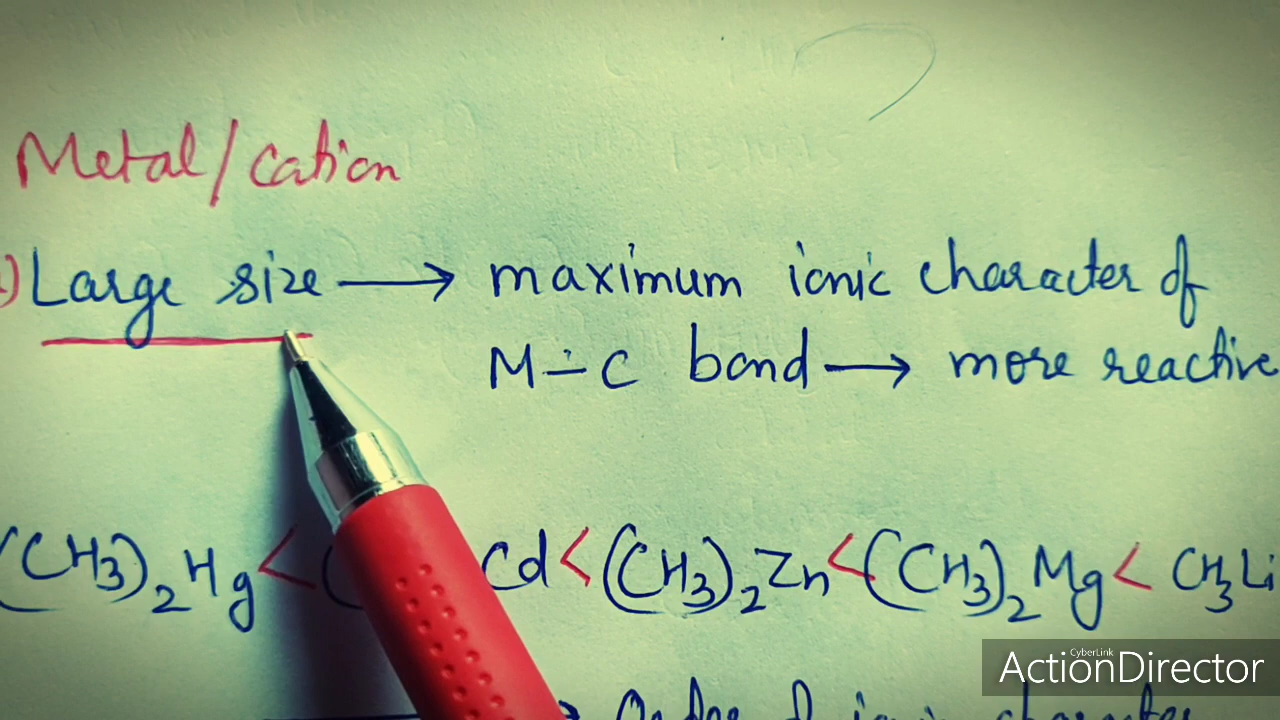 Metal/cation
Large size → maximum ionic character of
M-C bond → more reactive
(CH3)2Hg < ( Cd < (CH3)2Zn < (CH3)2Mg < CH3Li
CyberLink
ActionDirector